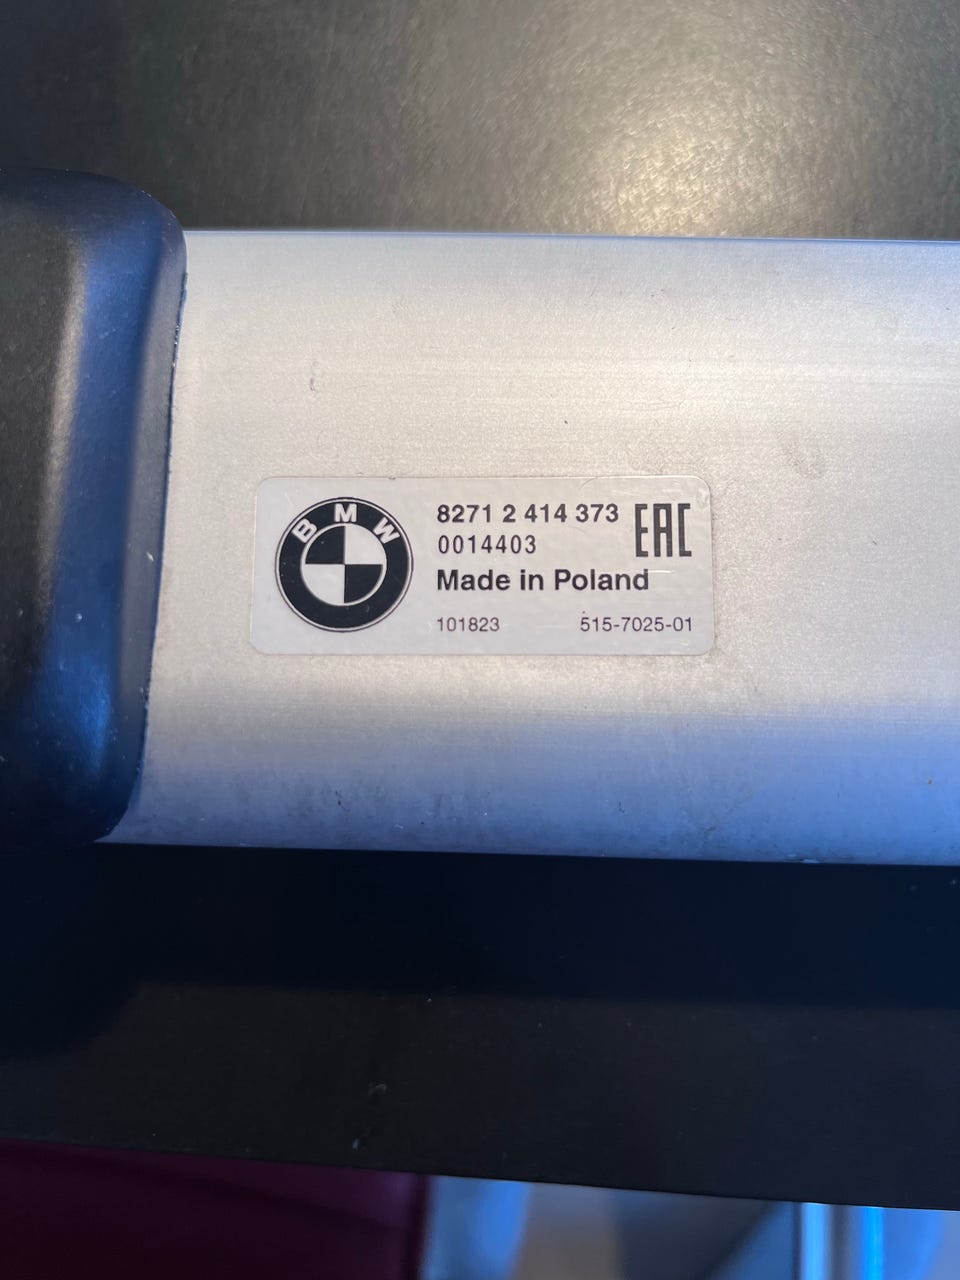 BMW
8271 2 414 373 EAC
0014403
Made in Poland
101823 515-7025-01